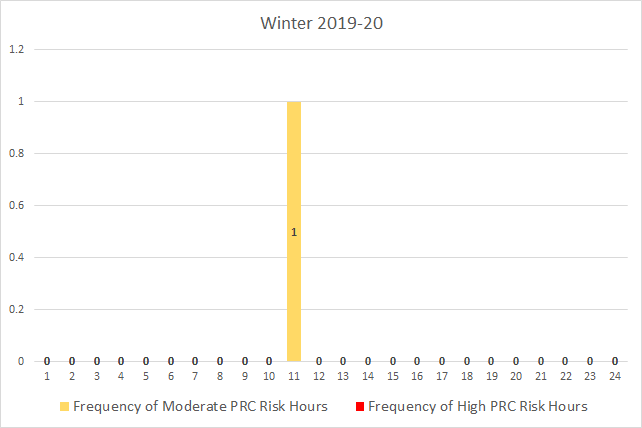 Winter 2019-20
1.2
1
0.8
0.6
0.4
0.2
0
1
0 0 0 0 0 0 0 0 0 0 0 0 0 0 0 0 0 0 0 0 0 0 0
1 2 3 4 5 6 7 8 9 10 11 12 13 14 15 16 17 18 19 20 21 22 23 24
Frequency of Moderate PRC Risk Hours Frequency of High PRC Risk Hours